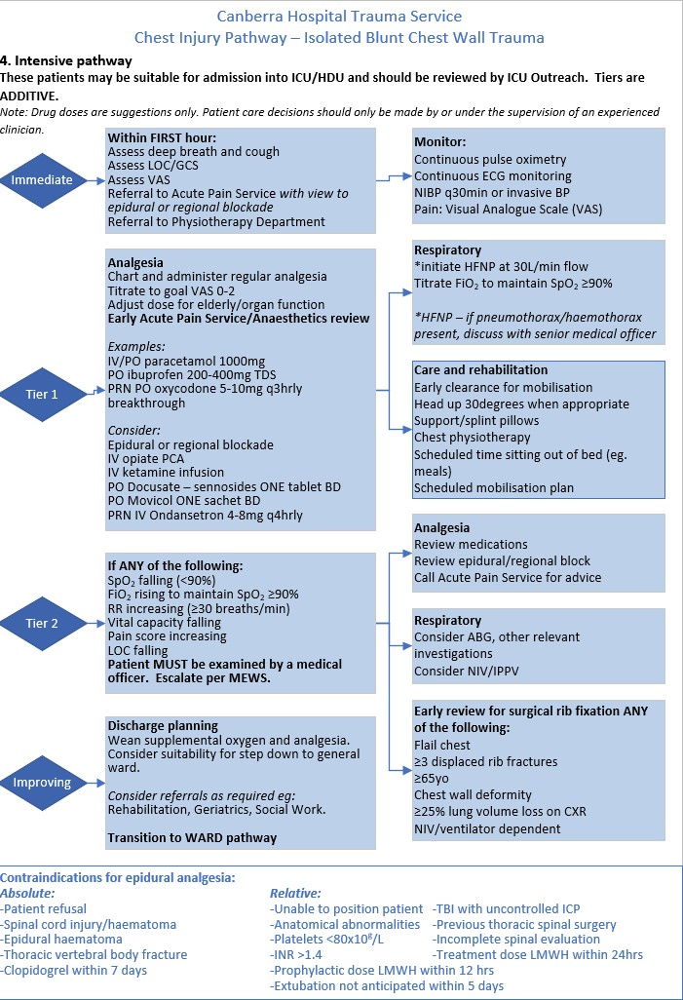 Canberra Hospital Trauma Service
Chest Injury Pathway – Isolated Blunt Chest Wall Trauma
4. Intensive pathway
These patients may be suitable for admission into ICU/HDU and should be reviewed by ICU Outreach. Tiers are
ADDITIVE.
Note: Drug doses are suggestions only. Patient care decisions should only be made by or under the supervision of an experienced
clinician.
Immediate
Within FIRST hour:
Assess deep breath and cough
Assess LOC/GCS
Assess VAS
Referral to Acute Pain Service with view to
epidural or regional blockade
Referral to Physiotherapy Department
Monitor:
Continuous pulse oximetry
Continuous ECG monitoring
NIBP q30min or invasive BP
Pain: Visual Analogue Scale (VAS)
Tier 1
Analgesia
Chart and administer regular analgesia
Titrate to goal VAS 0-2
Adjust dose for elderly/organ function
Early Acute Pain Service/Anaesthetics review
Examples:
IV/PO paracetamol 1000mg
PO ibuprofen 200-400mg TDS
PRN PO oxycodone 5-10mg q3hrly
breakthrough
Consider:
Epidural or regional blockade
IV opiate PCA
IV ketamine infusion
PO Docusate – sennosides ONE tablet BD
PO Movicol ONE sachet BD
PRN IV Ondansetron 4-8mg q4hrly
Respiratory
*initiate HFNP at 30L/min flow
Titrate FiO₂ to maintain SpO₂ ≥90%
*HFNP – if pneumothorax/haemothorax
present, discuss with senior medical officer
Care and rehabilitation
Early clearance for mobilisation
Head up 30degrees when appropriate
Support/splint pillows
Chest physiotherapy
Scheduled time sitting out of bed (eg.
meals)
Scheduled mobilisation plan
Tier 2
If ANY of the following:
SpO₂ falling (<90%)
FiO₂ rising to maintain SpO₂ ≥90%
RR increasing (≥30 breaths/min)
Vital capacity falling
Pain score increasing
LOC falling
Patient MUST be examined by a medical
officer. Escalate per MEWS.
Analgesia
Review medications
Review epidural/regional block
Call Acute Pain Service for advice
Respiratory
Consider ABG, other relevant
investigations
Consider NIV/IPPV
Early review for surgical rib fixation ANY
of the following:
Flail chest
≥3 displaced rib fractures
≥65yo
Chest wall deformity
≥25% lung volume loss on CXR
NIV/ventilator dependent
Improving
Discharge planning
Wean supplemental oxygen and analgesia.
Consider suitability for step down to general
ward.
Consider referrals as required eg:
Rehabilitation, Geriatrics, Social Work.
Transition to WARD pathway
Contraindications for epidural analgesia:
Absolute:
-Patient refusal
-Spinal cord injury/haematoma
-Epidural haematoma
-Thoracic vertebral body fracture
-Clopidogrel within 7 days
Relative:
-Unable to position patient -TBI with uncontrolled ICP
-Anatomical abnormalities -Previous thoracic spinal surgery
-Platelets <80x10⁸/L -Incomplete spinal evaluation
-INR >1.4 -Treatment dose LMWH within 24hrs
-Prophylactic dose LMWH within 12 hrs
-Extubation not anticipated within 5 days